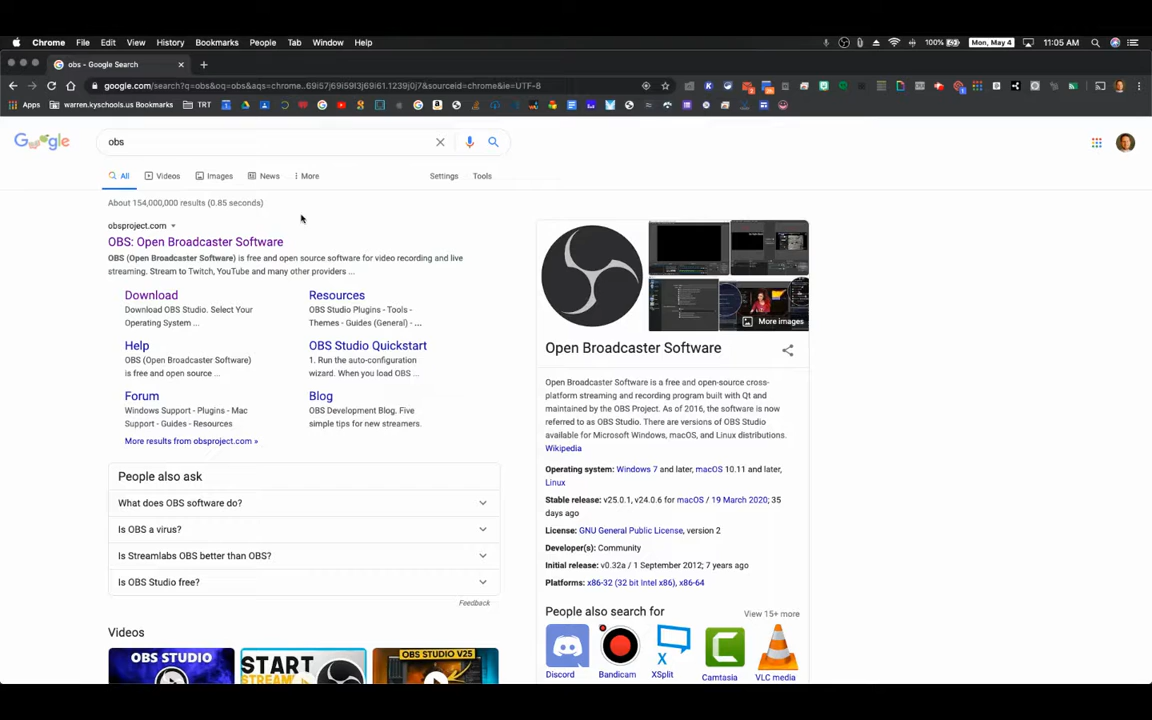 Chrome File Edit View History Bookmarks People Tab Window Help 100% Mon, May 4 11:05 AM
obs - Google Search
google.com/search?q=obs&oq=obs&aqs=chrome..69i57j69i59l3j69i61.1239j0j7&sourceid=chrome&ie=UTF-8
Apps warren.kyschools.us Bookmarks TRT
Google obs
All Videos Images News More Settings Tools
About 154,000,000 results (0.85 seconds)
obsproject.com
OBS: Open Broadcaster Software
OBS (Open Broadcaster Software) is free and open source software for video recording and live
streaming. Stream to Twitch, YouTube and many other providers ...
Download
Download OBS Studio. Select Your
Operating System ...
Resources
OBS Studio Plugins - Tools -
Themes - Guides (General) - ...
Help
OBS (Open Broadcaster Software)
is free and open source ...
OBS Studio Quickstart
1. Run the auto-configuration
wizard. When you load OBS ...
Forum
Windows Support - Plugins - Mac
Support - Guides - Resources
Blog
OBS Development Blog. Five
simple tips for new streamers.
More results from obsproject.com »
People also ask
What does OBS software do?
Is OBS a virus?
Is Streamlabs OBS better than OBS?
Is OBS Studio free?
Feedback
Videos
OBS STUDIO
START
STREAM
OBS STUDIO V25
More images
Open Broadcaster Software
Open Broadcaster Software is a free and open-source cross-
platform streaming and recording program built with Qt and
maintained by the OBS Project. As of 2016, the software is now
referred to as OBS Studio. There are versions of OBS Studio
available for Microsoft Windows, macOS, and Linux distributions.
Wikipedia
Operating system: Windows 7 and later, macOS 10.11 and later,
Linux
Stable release: v25.0.1, v24.0.6 for macOS / 19 March 2020; 35
days ago
License: GNU General Public License, version 2
Developer(s): Community
Initial release: v0.32a / 1 September 2012; 7 years ago
Platforms: x86-32 (32 bit Intel x86), x86-64
People also search for View 15+ more
Discord Bandicam XSplit Camtasia VLC media